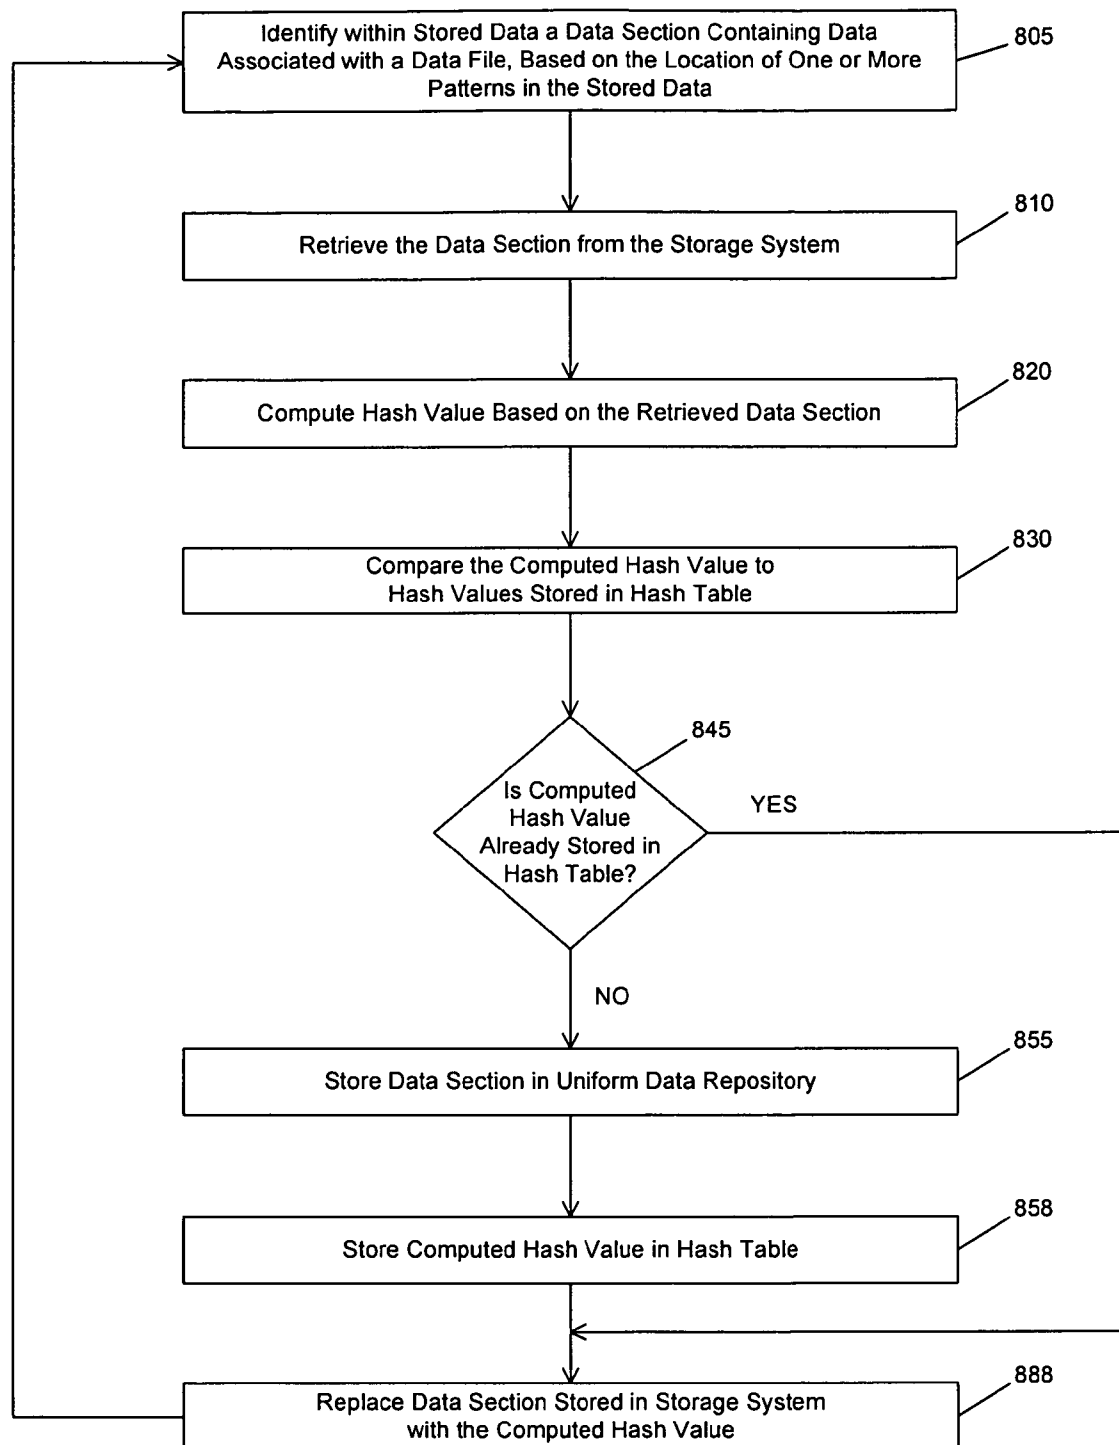 Identify within Stored Data a Data Section Containing Data
Associated with a Data File, Based on the Location of One or More
Patterns in the Stored Data
805
810
Retrieve the Data Section from the Storage System
820
Compute Hash Value Based on the Retrieved Data Section
830
Compare the Computed Hash Value to
Hash Values Stored in Hash Table
845
Is Computed
Hash Value
Already Stored in
Hash Table?
YES
NO
855
Store Data Section in Uniform Data Repository
858
Store Computed Hash Value in Hash Table
888
Replace Data Section Stored in Storage System
with the Computed Hash Value